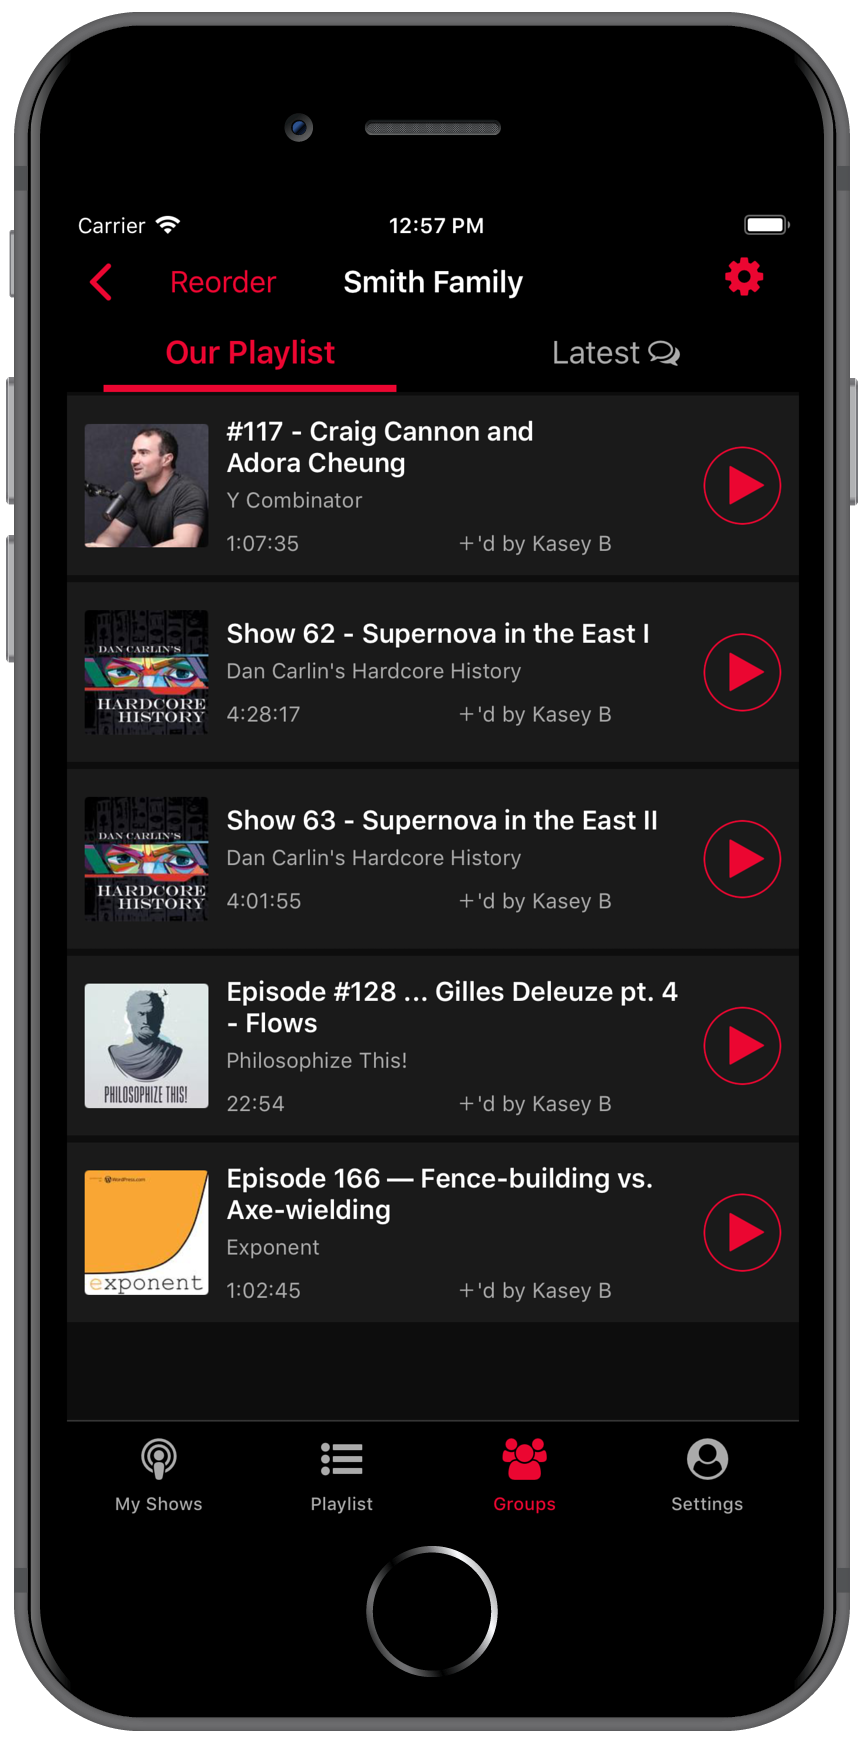 Carrier 12:57 PM
Reorder Smith Family
Our Playlist Latest
#117 - Craig Cannon and
Adora Cheung
Y Combinator
1:07:35 +'d by Kasey B
DAN CARLIN'S
HARDCORE
HISTORY
Show 62 - Supernova in the East I
Dan Carlin's Hardcore History
4:28:17 +'d by Kasey B
DAN CARLIN'S
HARDCORE
HISTORY
Show 63 - Supernova in the East II
Dan Carlin's Hardcore History
4:01:55 +'d by Kasey B
PHILOSOPHIZE THIS!
Episode #128 ... Gilles Deleuze pt. 4
- Flows
Philosophize This!
22:54 +'d by Kasey B
WordPress.com
exponent
Episode 166 — Fence-building vs.
Axe-wielding
Exponent
1:02:45 +'d by Kasey B
My Shows Playlist Groups Settings